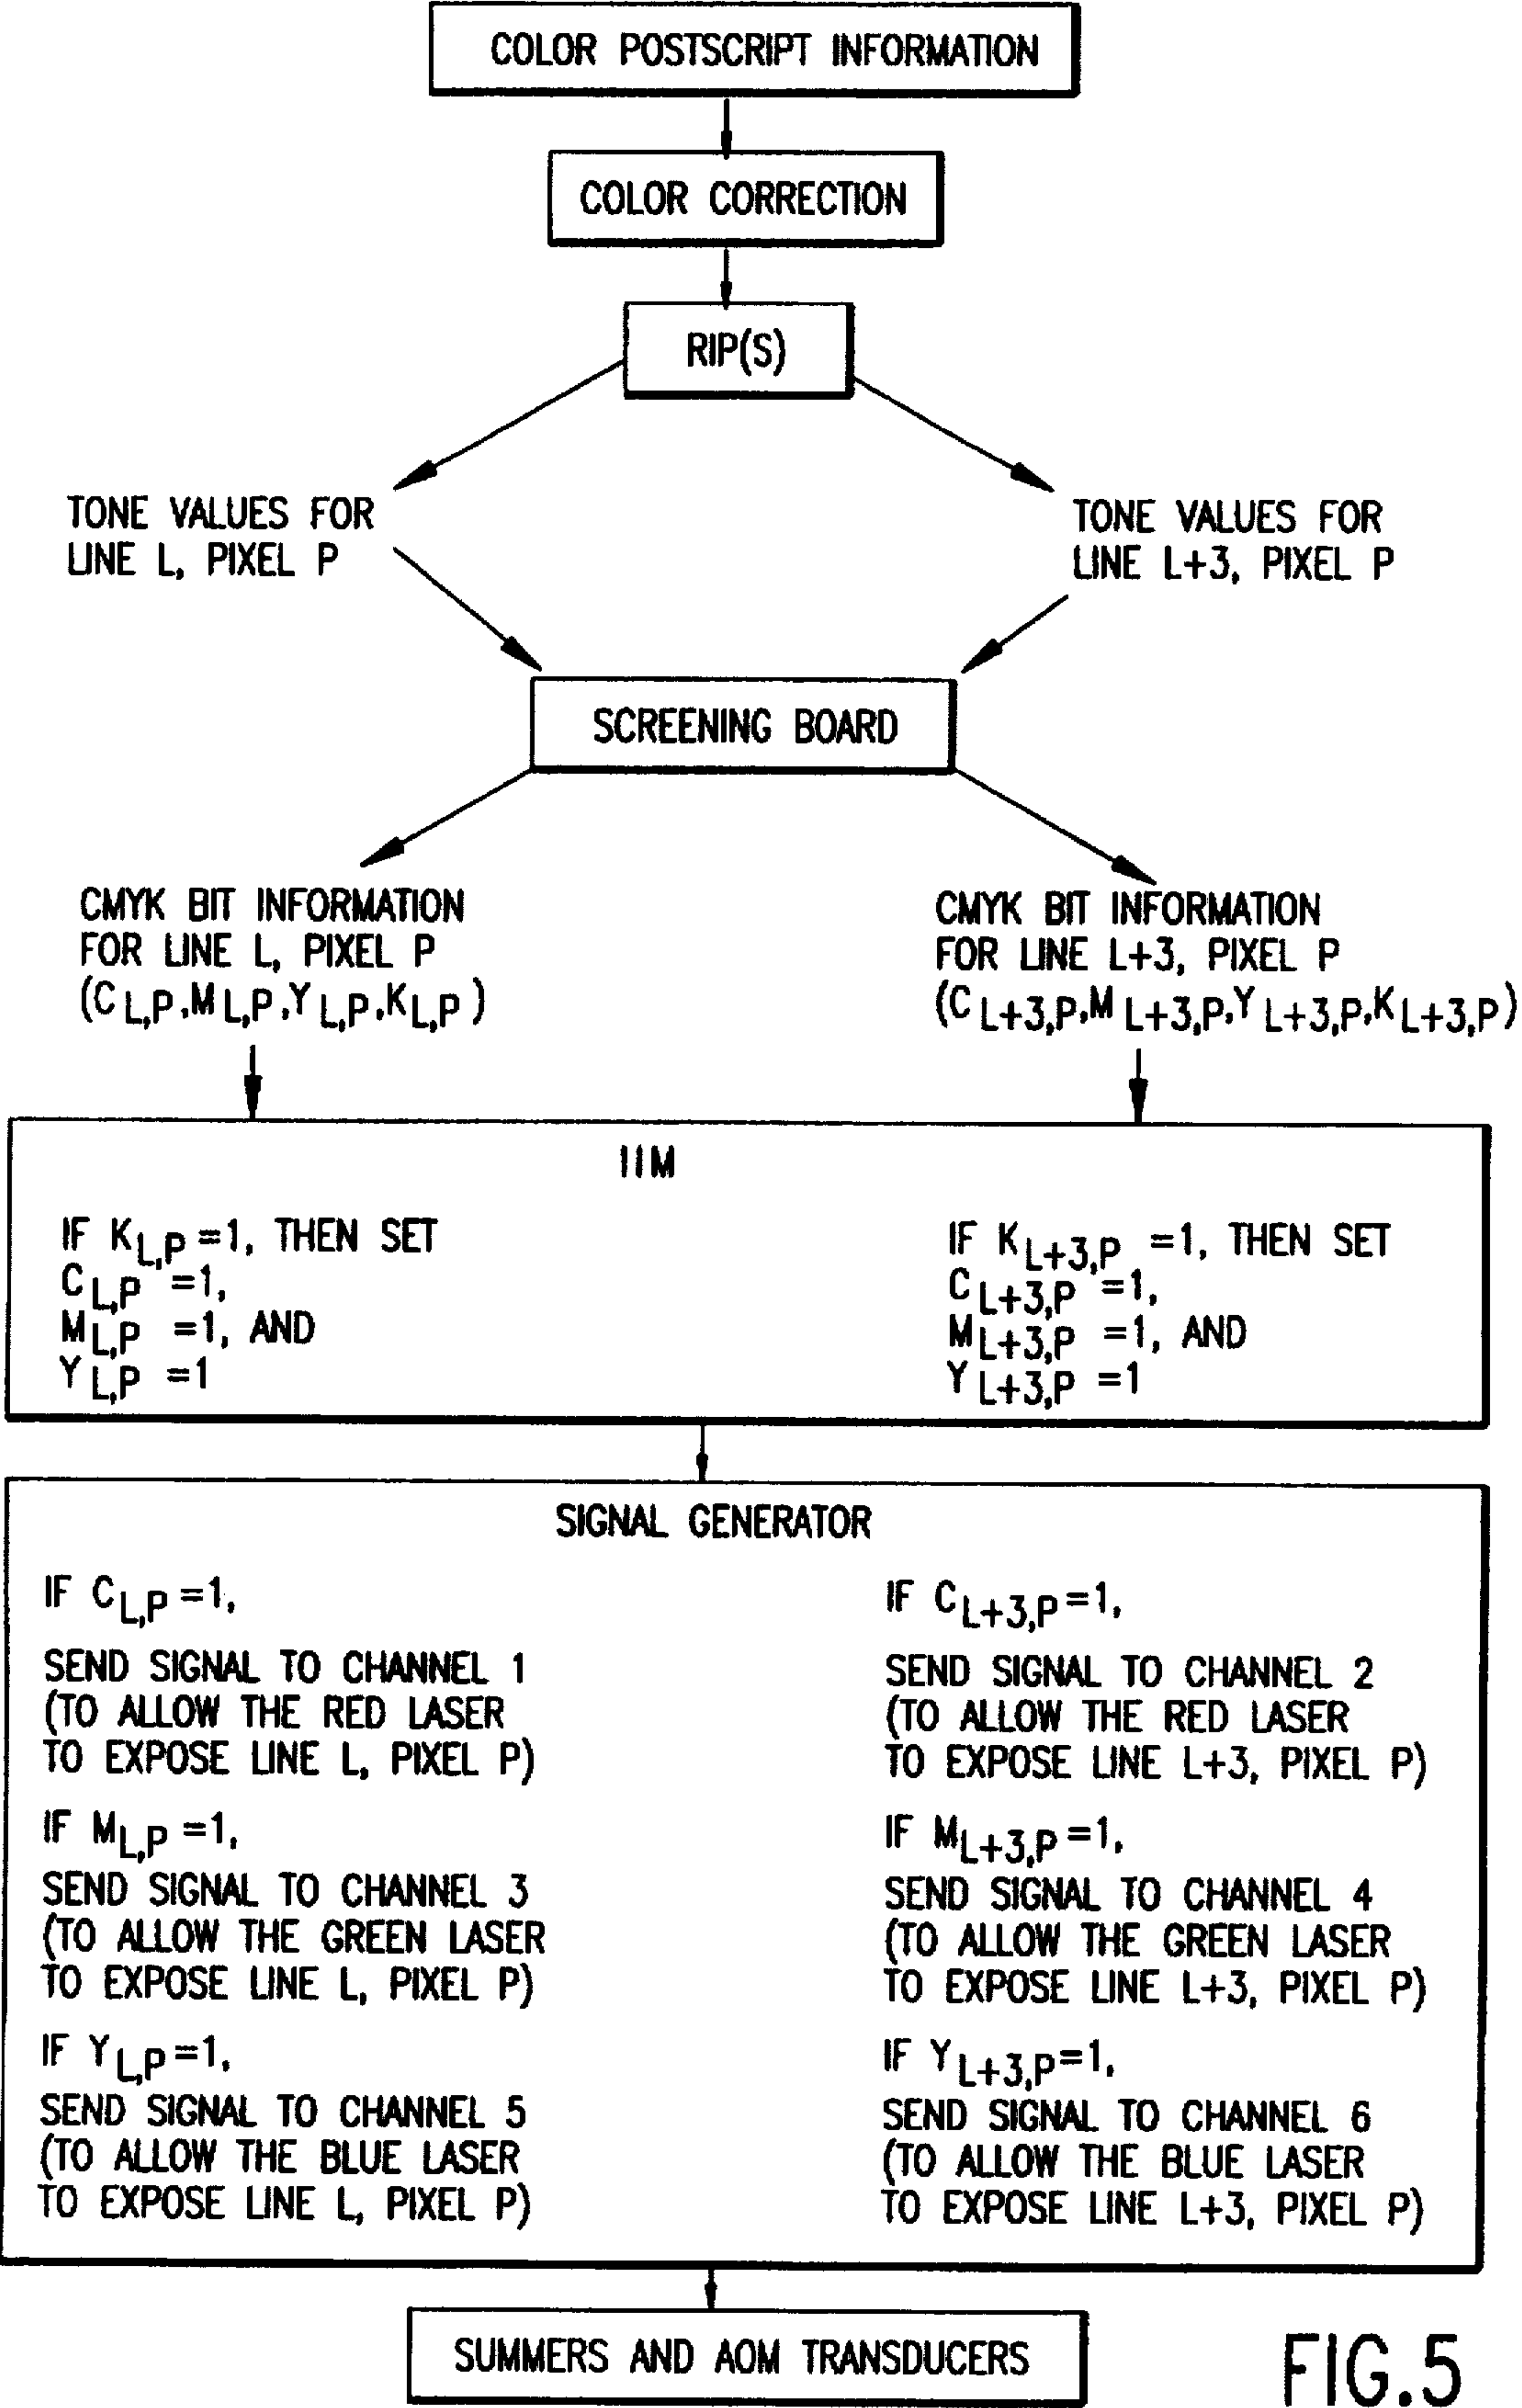 COLOR POSTSCRIPT INFORMATION
COLOR CORRECTION
RIP(S)
TONE VALUES FOR
LINE L, PIXEL P
TONE VALUES FOR
LINE L+3, PIXEL P
SCREENING BOARD
CMYK BIT INFORMATION
FOR LINE L, PIXEL P
(C L,P, M L,P, Y L,P, K L,P)
CMYK BIT INFORMATION
FOR LINE L+3, PIXEL P
(C L+3,P, M L+3,P, Y L+3,P, K L+3,P)
IIM
IF K L,P =1, THEN SET
C L,P =1,
M L,P =1, AND
Y L,P =1
IF K L+3,P =1, THEN SET
C L+3,P =1,
M L+3,P =1, AND
Y L+3,P =1
SIGNAL GENERATOR
IF C L,P =1,
SEND SIGNAL TO CHANNEL 1
(TO ALLOW THE RED LASER
TO EXPOSE LINE L, PIXEL P)
IF M L,P =1,
SEND SIGNAL TO CHANNEL 3
(TO ALLOW THE GREEN LASER
TO EXPOSE LINE L, PIXEL P)
IF Y L,P =1,
SEND SIGNAL TO CHANNEL 5
(TO ALLOW THE BLUE LASER
TO EXPOSE LINE L, PIXEL P)
IF C L+3,P =1,
SEND SIGNAL TO CHANNEL 2
(TO ALLOW THE RED LASER
TO EXPOSE LINE L+3, PIXEL P)
IF M L+3,P =1,
SEND SIGNAL TO CHANNEL 4
(TO ALLOW THE GREEN LASER
TO EXPOSE LINE L+3, PIXEL P)
IF Y L+3,P =1,
SEND SIGNAL TO CHANNEL 6
(TO ALLOW THE BLUE LASER
TO EXPOSE LINE L+3, PIXEL P)
SUMMERS AND AOM TRANSDUCERS
FIG.5